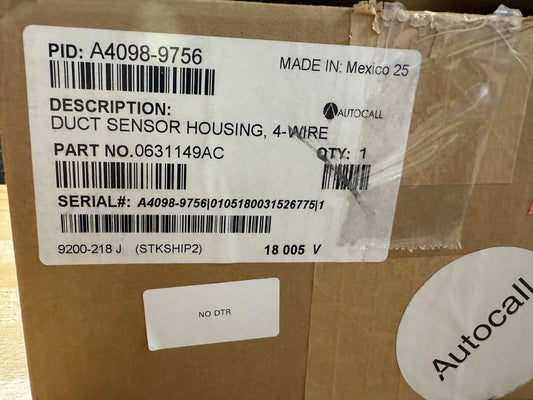 PID: A4098-9756
MADE IN: Mexico 25
DESCRIPTION:
AUTOCALL
DUCT SENSOR HOUSING, 4-WIRE
PART NO.0631149AC
QTY: 1
SERIAL#: A4098-9756|0105180031526775|1
9200-218 J (STKSHIP2) 18 005 V
NO DTR
Autocall